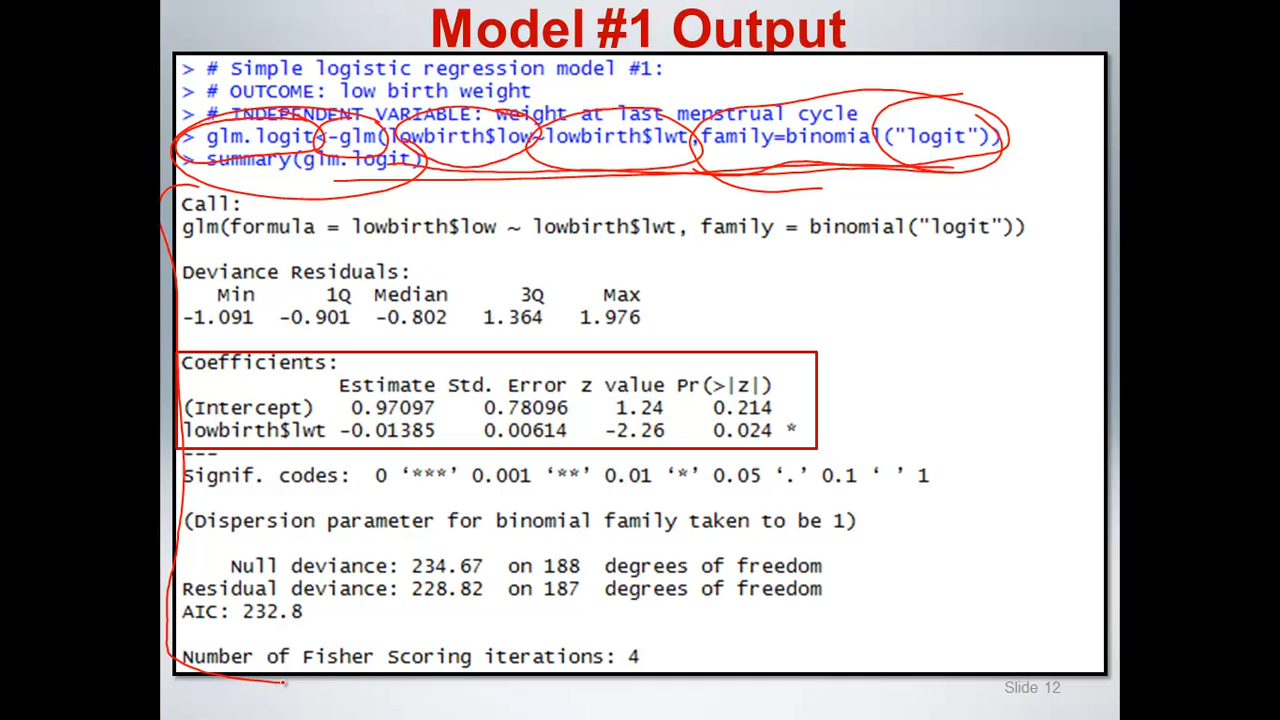 Model #1 Output
> # Simple logistic regression model #1:
> # OUTCOME: low birth weight
> # INDEPENDENT VARIABLE: weight at last menstrual cycle
> glm.logit<-glm(lowbirth$low~lowbirth$lwt,family=binomial("logit"))
> summary(glm.logit)
Call:
glm(formula = lowbirth$low ~ lowbirth$lwt, family = binomial("logit"))
Deviance Residuals:
Min 1Q Median 3Q Max
-1.091 -0.901 -0.802 1.364 1.976
Coefficients:
Estimate Std. Error z value Pr(>|z|)
(Intercept) 0.97097 0.78096 1.24 0.214
lowbirth$lwt -0.01385 0.00614 -2.26 0.024 *
---
Signif. codes: 0 ‘***’ 0.001 ‘**’ 0.01 ‘*’ 0.05 ‘.’ 0.1 ‘ ’ 1
(Dispersion parameter for binomial family taken to be 1)
Null deviance: 234.67 on 188 degrees of freedom
Residual deviance: 228.82 on 187 degrees of freedom
AIC: 232.8
Number of Fisher Scoring iterations: 4
Slide 12